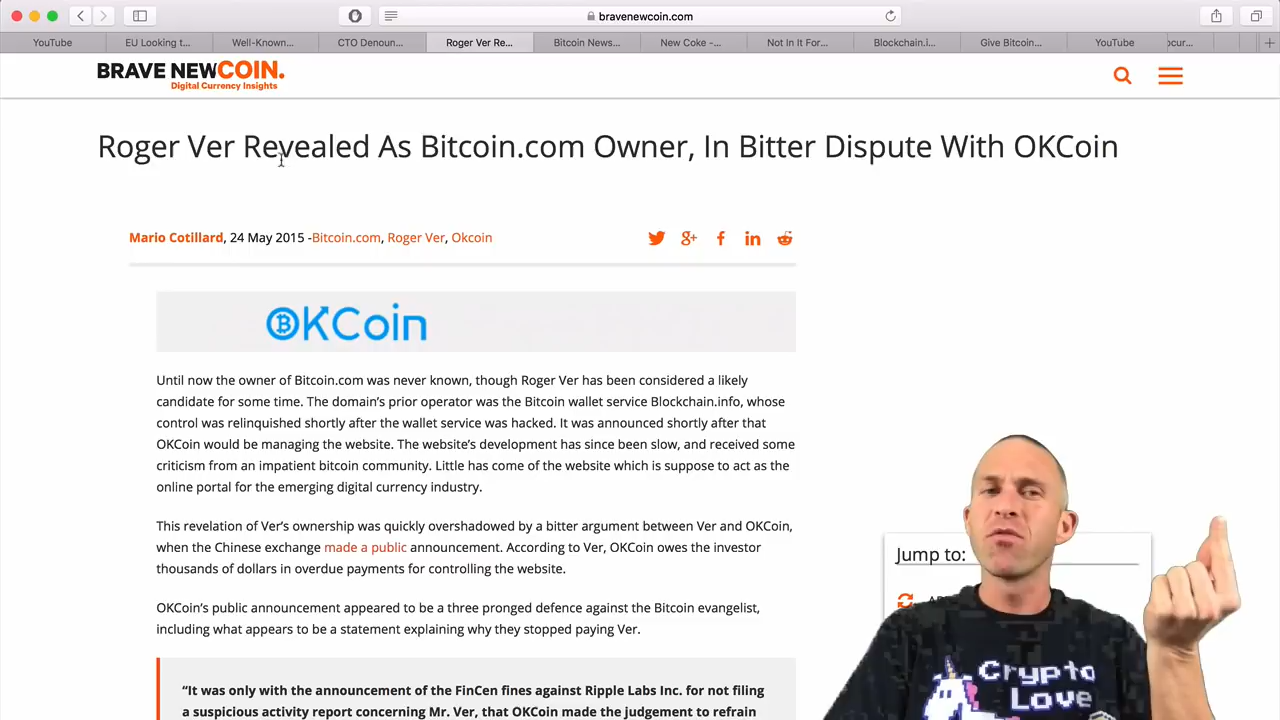 bravenewcoin.com
YouTube
EU Looking t...
Well-Known...
CTO Denoun...
Roger Ver Re...
Bitcoin News...
New Coke -...
Not In It For...
Blockchain.i...
Give Bitcoin...
YouTube
ocur...
BRAVE NEWCOIN.
Digital Currency Insights
Roger Ver Revealed As Bitcoin.com Owner, In Bitter Dispute With OKCoin
Mario Cotillard, 24 May 2015 -Bitcoin.com, Roger Ver, Okcoin
OKCoin
Until now the owner of Bitcoin.com was never known, though Roger Ver has been considered a likely
candidate for some time. The domain's prior operator was the Bitcoin wallet service Blockchain.info, whose
control was relinquished shortly after the wallet service was hacked. It was announced shortly after that
OKCoin would be managing the website. The website's development has since been slow, and received some
criticism from an impatient bitcoin community. Little has come of the website which is suppose to act as the
online portal for the emerging digital currency industry.
This revelation of Ver's ownership was quickly overshadowed by a bitter argument between Ver and OKCoin,
when the Chinese exchange made a public announcement. According to Ver, OKCoin owes the investor
thousands of dollars in overdue payments for controlling the website.
OKCoin's public announcement appeared to be a three pronged defence against the Bitcoin evangelist,
including what appears to be a statement explaining why they stopped paying Ver.
"It was only with the announcement of the FinCen fines against Ripple Labs Inc. for not filing
a suspicious activity report concerning Mr. Ver, that OKCoin made the judgement to refrain
Jump to:
Crypto
Love